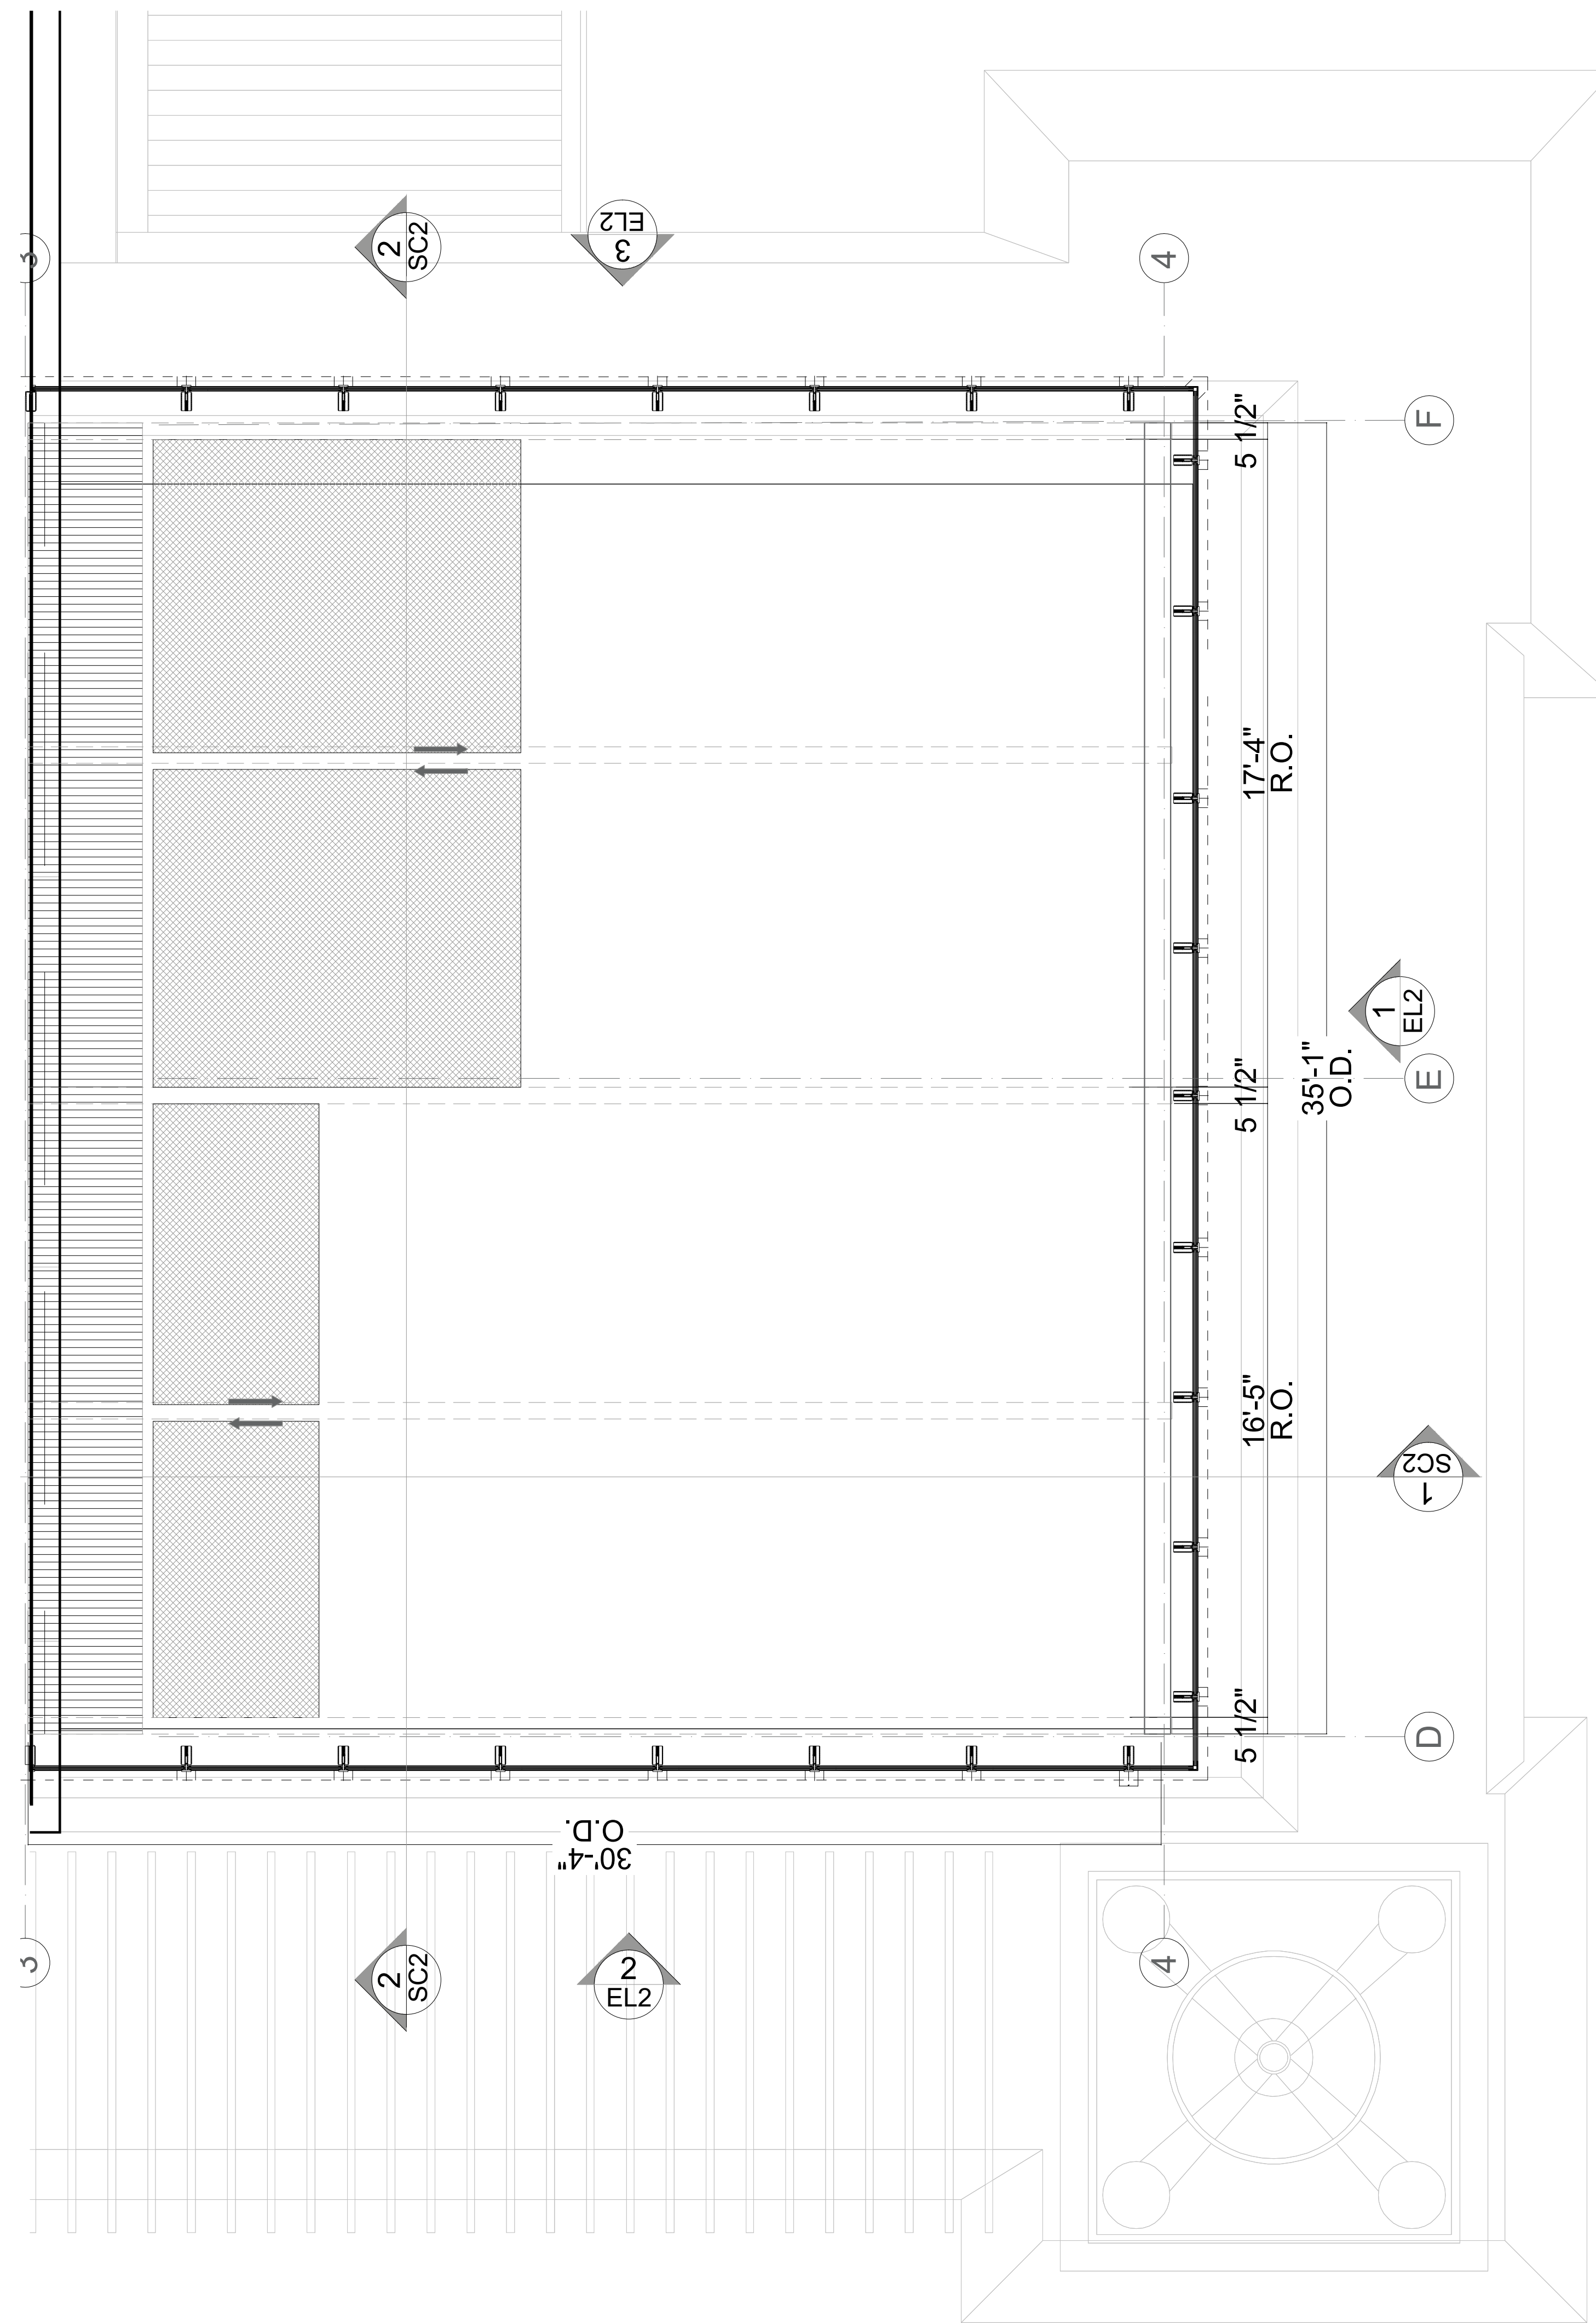 3
2
SC2
3
EL2
4
F
5 1/2"
17'-4"
R.O.
1
EL2
35'-1"
O.D.
E
5 1/2"
16'-5"
R.O.
1
SC2
5 1/2"
D
30'-4"
O.D.
3
2
SC2
2
EL2
4